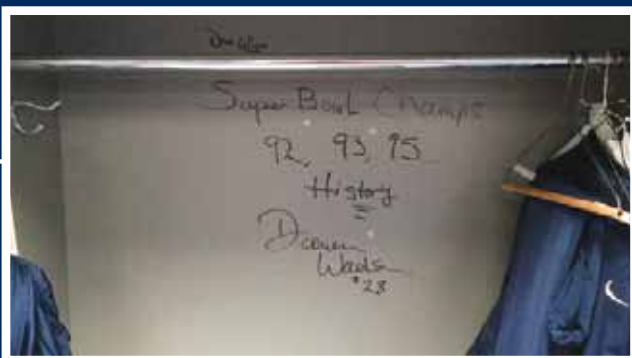 Super Bowl Champs
92, 93, 95
History
Darren
Woodson
#28